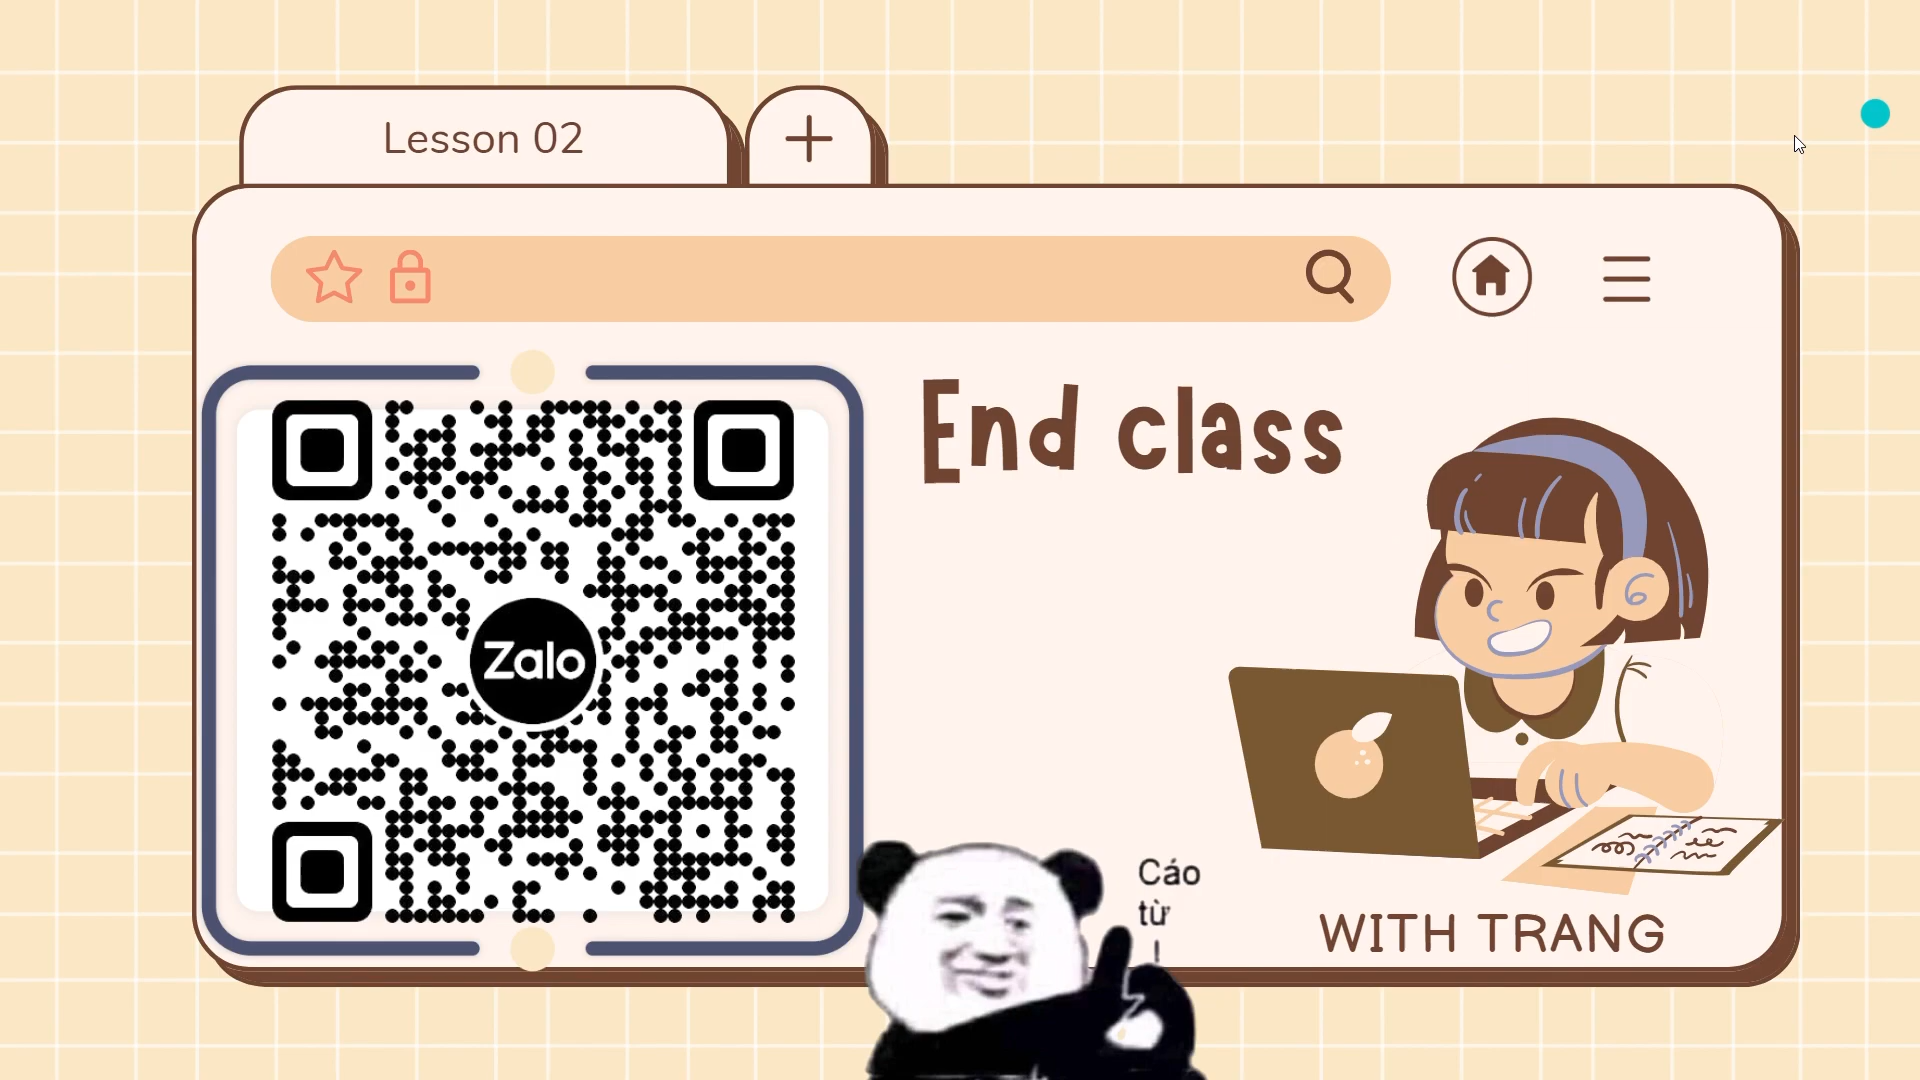 Lesson 02
End class
Zalo
Cáo
từ
WITH TRANG